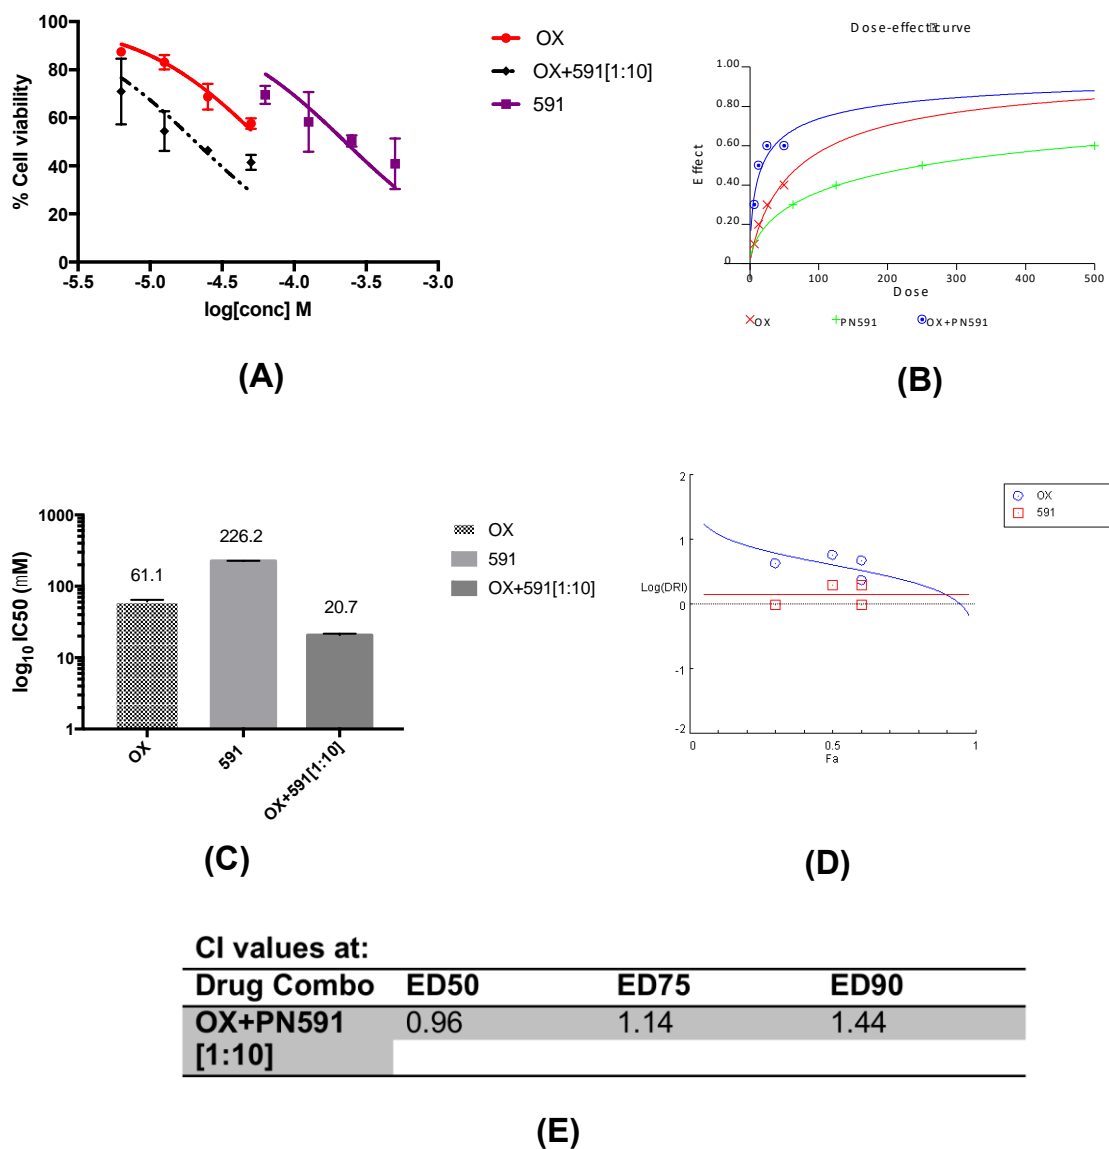 100
80
60
40
20
0
% Cell viability
-5.5 -5.0 -4.5 -4.0 -3.5 -3.0
log[conc] M
OX
OX+591[1:10]
591
(A)
Dose-effect curve
1.00
0.80
0.40
0.20
0
Effect
0 100 200 300 400 500
Dose
OX PN591 OX+PN591
(B)
1000
100
10
1
log10 IC50 (mM)
61.1
226.2
20.7
OX
591
OX+591[1:10]
OX
591
OX+591[1:10]
(C)
2
1
Log(DRI)
0
-1
-2
0 0.5 1
Fa
OX
591
(D)
CI values at:
Drug Combo ED50 ED75 ED90
OX+PN591 0.96 1.14 1.44
[1:10]
(E)